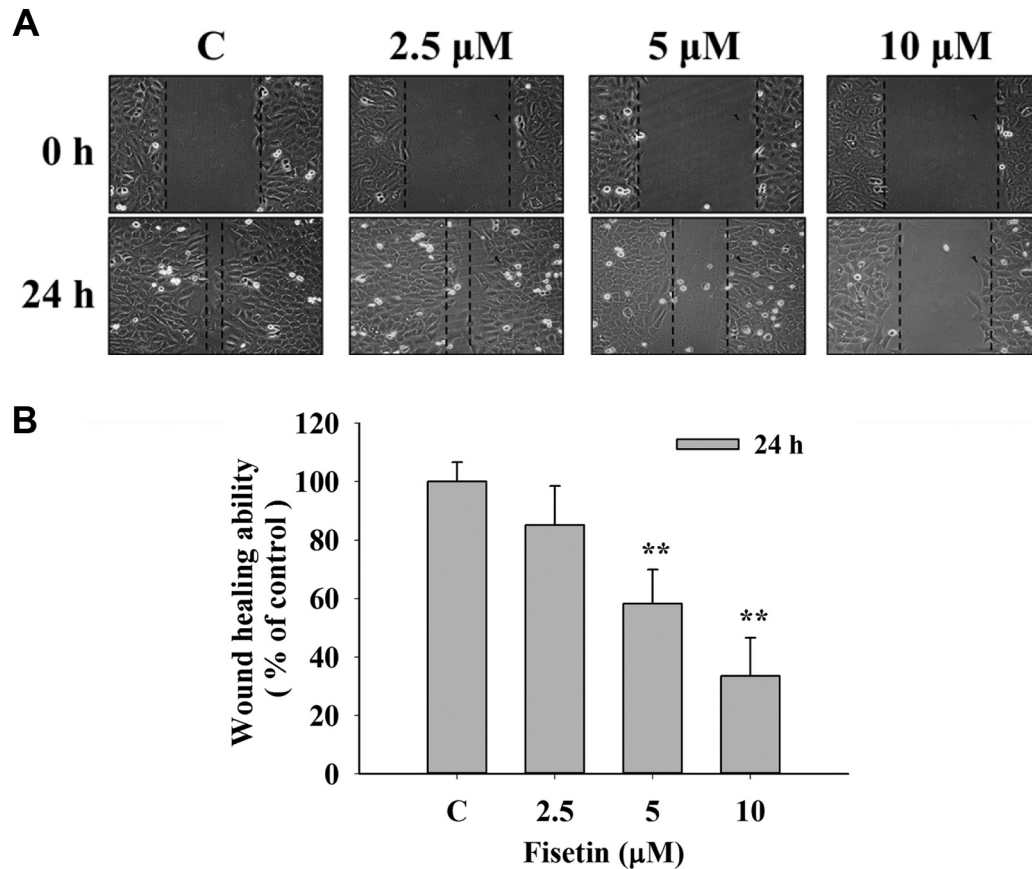 A
C 2.5 μM 5 μM 10 μM
0 h
24 h
B
120
100
80
60
40
20
0
Wound healing ability
( % of control )
24 h
**
**
C 2.5 5 10
Fisetin (μM)